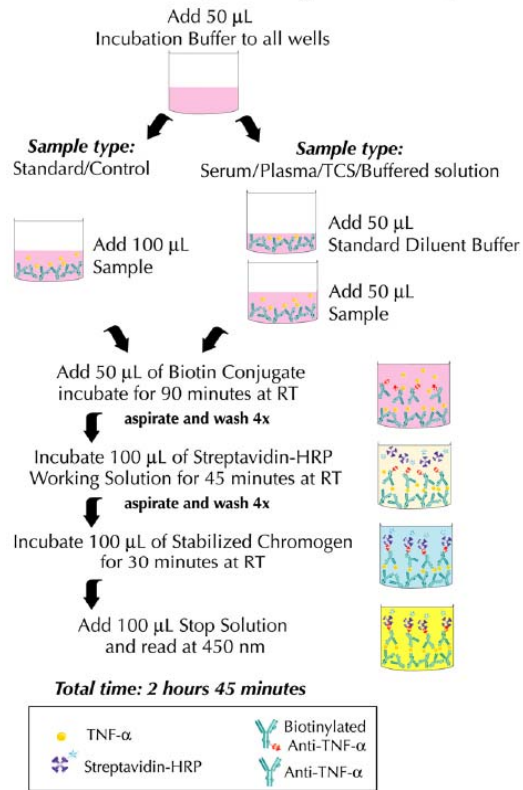 Add 50 μL
Incubation Buffer to all wells
Sample type:
Standard/Control
Sample type:
Serum/Plasma/TCS/Buffered solution
Add 100 μL
Sample
Add 50 μL
Standard Diluent Buffer
Add 50 μL
Sample
Add 50 μL of Biotin Conjugate
incubate for 90 minutes at RT
aspirate and wash 4x
Incubate 100 μL of Streptavidin-HRP
Working Solution for 45 minutes at RT
aspirate and wash 4x
Incubate 100 μL of Stabilized Chromogen
for 30 minutes at RT
Add 100 μL Stop Solution
and read at 450 nm
Total time: 2 hours 45 minutes
TNF-α
Streptavidin-HRP
Biotinylated
Anti-TNF-α
Anti-TNF-α